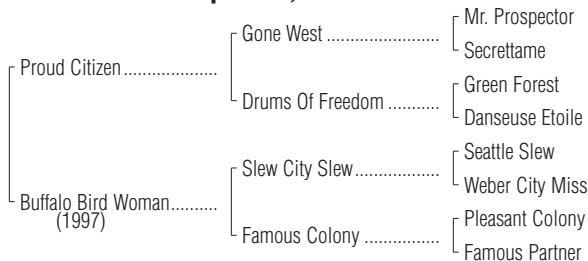 Mr. Prospector
Gone West ........................
Secrettame
Proud Citizen ....................
Green Forest
Drums Of Freedom ...........
Danseuse Etoile
Seattle Slew
Slew City Slew..................
Weber City Miss
Buffalo Bird Woman..........
(1997)
Pleasant Colony
Famous Colony ................
Famous Partner